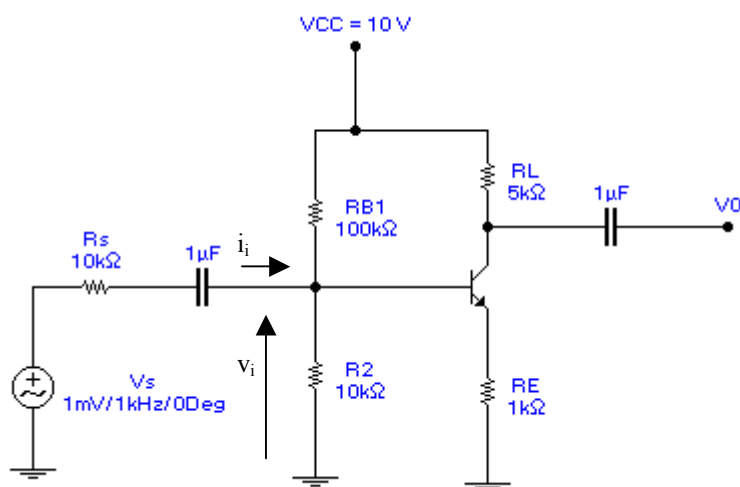 VCC = 10 V
RL
5kΩ
1µF
V0
RB1
100kΩ
Rs
10kΩ
1µF
ii
vi
R2
10kΩ
Vs
1mV/1kHz/0Deg
RE
1kΩ